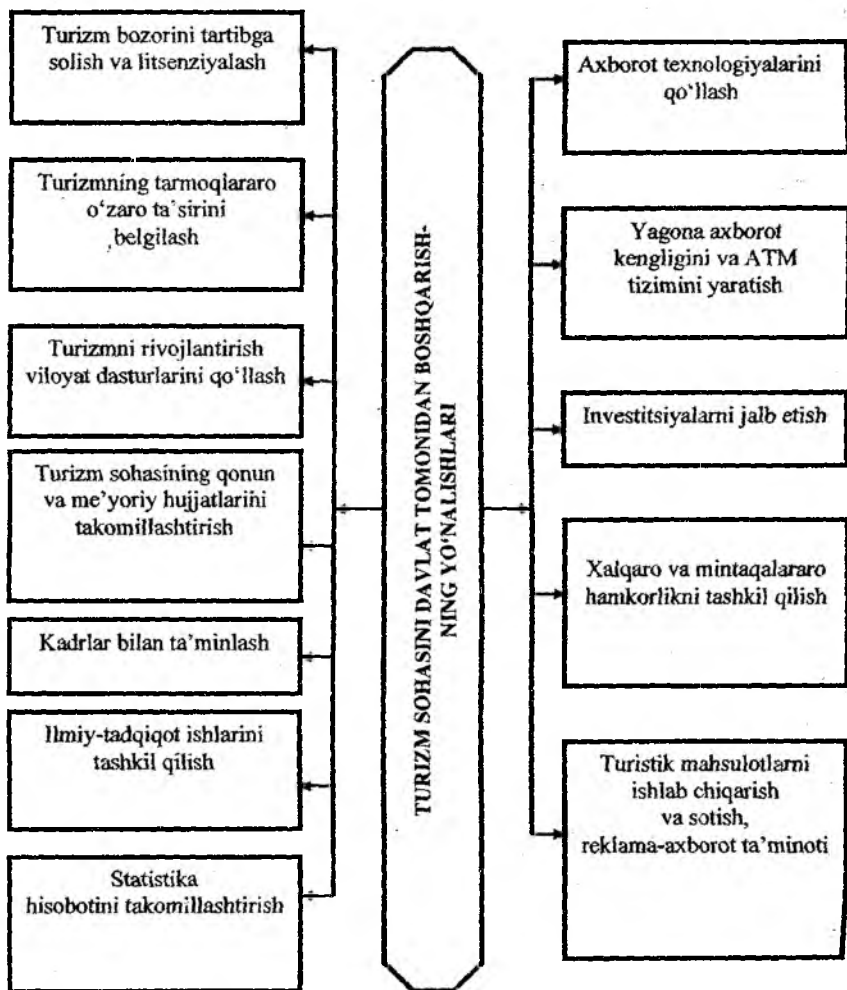 Turizm bozorini tartibga
solish va litsenziyalash
Turizmning tarmoqlararo
o‘zaro ta’sirini
belgilash
Turizmni rivojlantirish
viloyat dasturlarini qo‘llash
Turizm sohasining qonun
va me’yoriy hujjatlarini
takomillashtirish
Kadrlar bilan ta’minlash
Ilmiy-tadqiqot ishlarini
tashkil qilish
Statistika
hisobotini takomillashtirish
TURIZM SOHASINI DAVLAT TOMONIDAN BOSHQARISH-
NING YO‘NALISHLARI
Axborot texnologiyalarini
qo‘llash
Yagona axborot
kengligini va ATM
tizimini yaratish
Investitsiyalarni jalb etish
Xalqaro va mintaqalararo
hamkorlikni tashkil qilish
Turistik mahsulotlarni
ishlab chiqarish
va sotish,
reklama-axborot ta’minoti